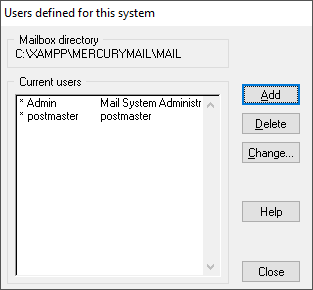 Users defined for this system
Mailbox directory
C:\XAMPP\MERCURYMAIL\MAIL
Current users
* Admin Mail System Administr
* postmaster postmaster
Add
Delete
Change...
Help
Close